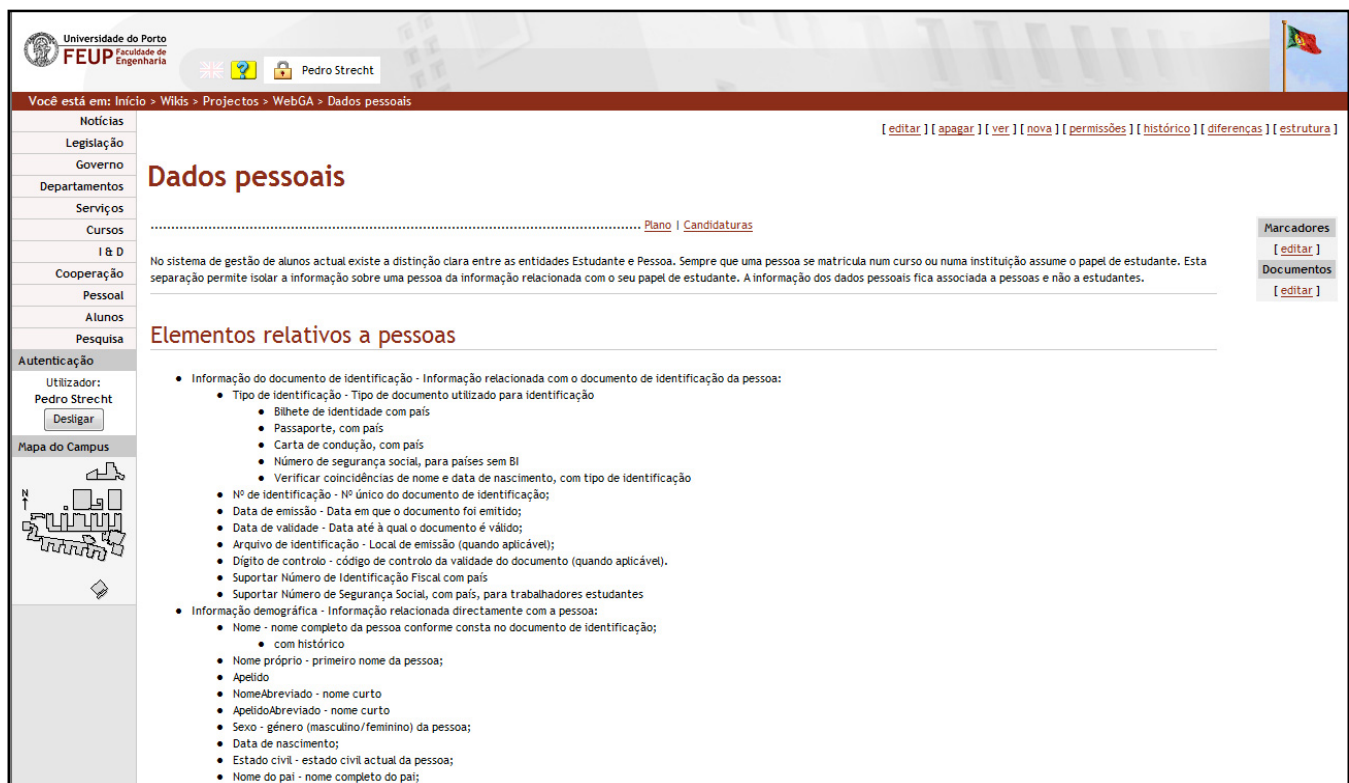 Universidade do Porto
FEUP Faculdade de
Engenharia
Pedro Strecht
Você está em: Início > Wikis > Projectos > WebGA > Dados pessoais
Notícias
Legislação
Governo
Departamentos
Serviços
Cursos
I & D
Cooperação
Pessoal
Alunos
Pesquisa
Autenticação
Utilizador:
Pedro Strecht
Desligar
Mapa do Campus
N
[ editar ] [ apagar ] [ ver ] [ nova ] [ permissões ] [ histórico ] [ diferenças ] [ estrutura ]
Dados pessoais
Plano | Candidaturas
No sistema de gestão de alunos actual existe a distinção clara entre as entidades Estudante e Pessoa. Sempre que uma pessoa se matricula num curso ou numa instituição assume o papel de estudante. Esta
separação permite isolar a informação sobre uma pessoa da informação relacionada com o seu papel de estudante. A informação dos dados pessoais fica associada a pessoas e não a estudantes.
Elementos relativos a pessoas
• Informação do documento de identificação - Informação relacionada com o documento de identificação da pessoa:
• Tipo de identificação - Tipo de documento utilizado para identificação
• Bilhete de identidade com país
• Passaporte, com país
• Carta de condução, com país
• Número de segurança social, para países sem BI
• Verificar coincidências de nome e data de nascimento, com tipo de identificação
• Nº de identificação - Nº único do documento de identificação;
• Data de emissão - Data em que o documento foi emitido;
• Data de validade - Data até à qual o documento é válido;
• Arquivo de identificação - Local de emissão (quando aplicável);
• Dígito de controlo - código de controlo da validade do documento (quando aplicável).
• Suportar Número de Identificação Fiscal com país
• Suportar Número de Segurança Social, com país, para trabalhadores estudantes
• Informação demográfica - Informação relacionada directamente com a pessoa:
• Nome - nome completo da pessoa conforme consta no documento de identificação;
• com histórico
• Nome próprio - primeiro nome da pessoa;
• Apelido
• NomeAbreviado - nome curto
• ApelidoAbreviado - nome curto
• Sexo - género (masculino/feminino) da pessoa;
• Data de nascimento;
• Estado civil - estado civil actual da pessoa;
• Nome do pai - nome completo do pai;
Marcadores
[ editar ]
Documentos
[ editar ]